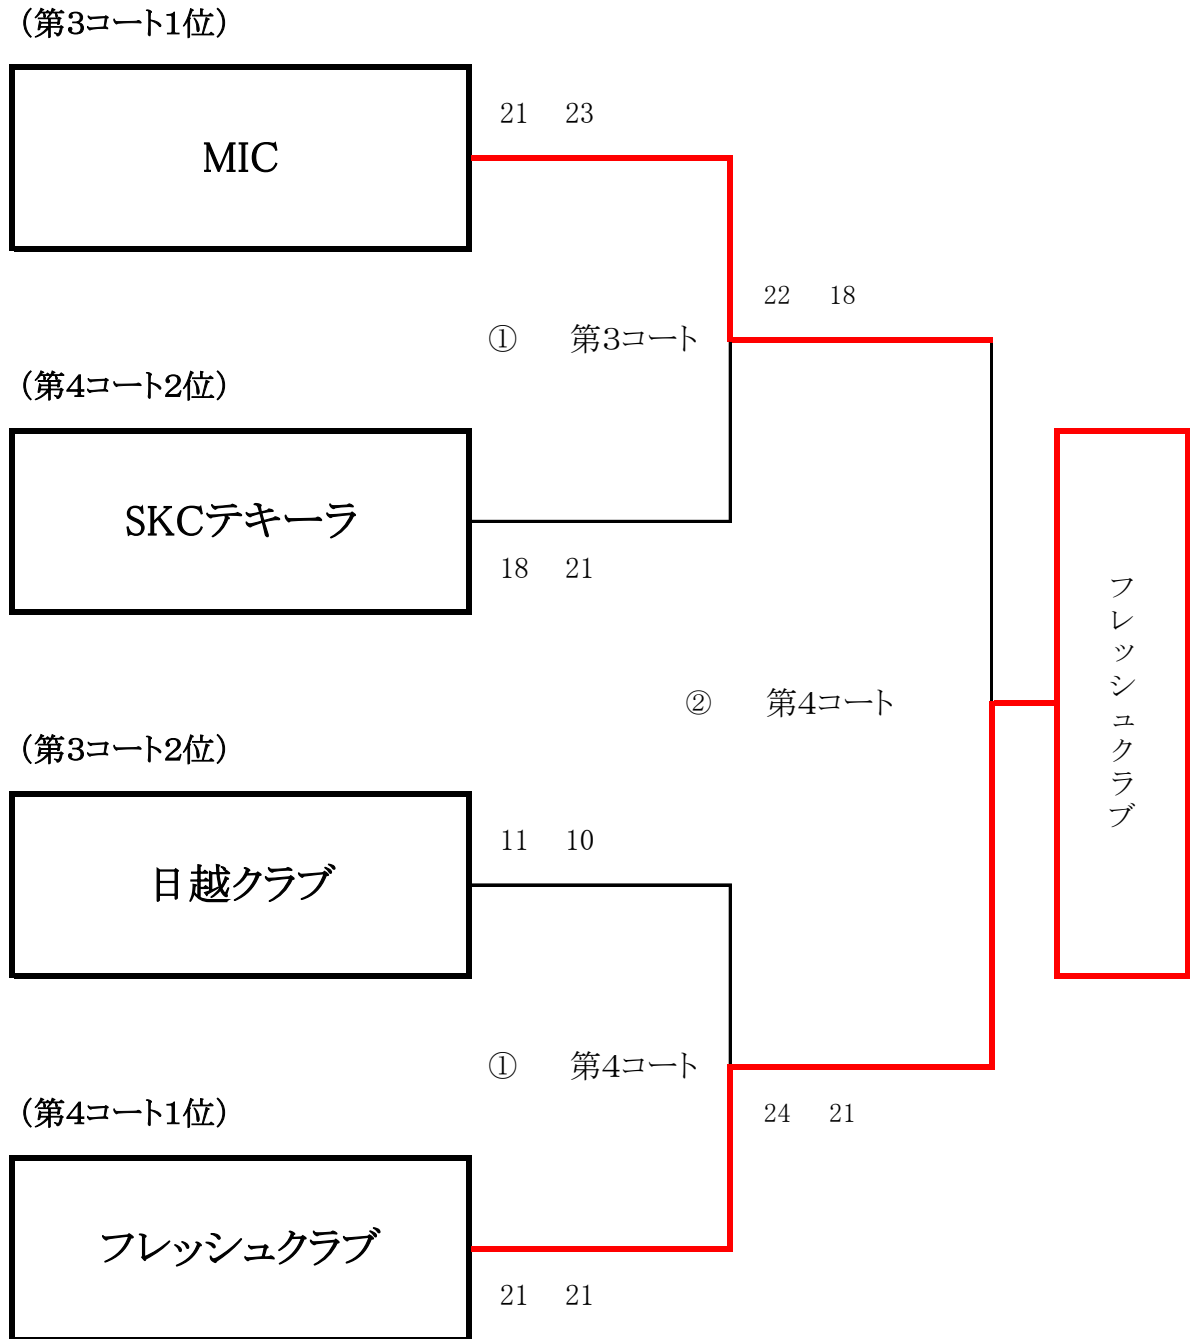 （第3コート1位）
21 23
MIC
22 18
① 第3コート
（第4コート2位）
SKCテキーラ
18 21
フレッシュクラブ
② 第4コート
（第3コート2位）
11 10
日越クラブ
① 第4コート
（第4コート1位）
24 21
フレッシュクラブ
21 21